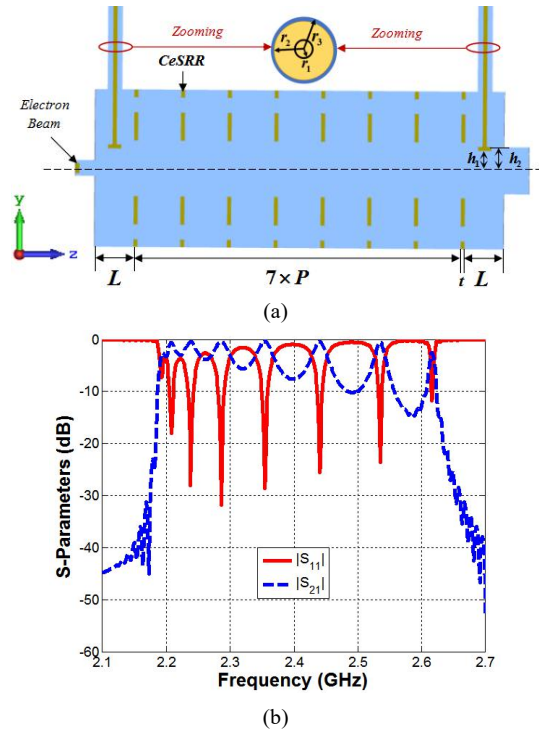 Zooming
r2
r3
r1
Zooming
CeSRR
Electron
Beam
h1
h2
y
z
L
7×P
t
L
(a)
0
-10
-20
-30
-40
-50
-60
S-Parameters (dB)
|S11|
|S21|
2.1
2.2
2.3
2.4
2.5
2.6
2.7
Frequency (GHz)
(b)